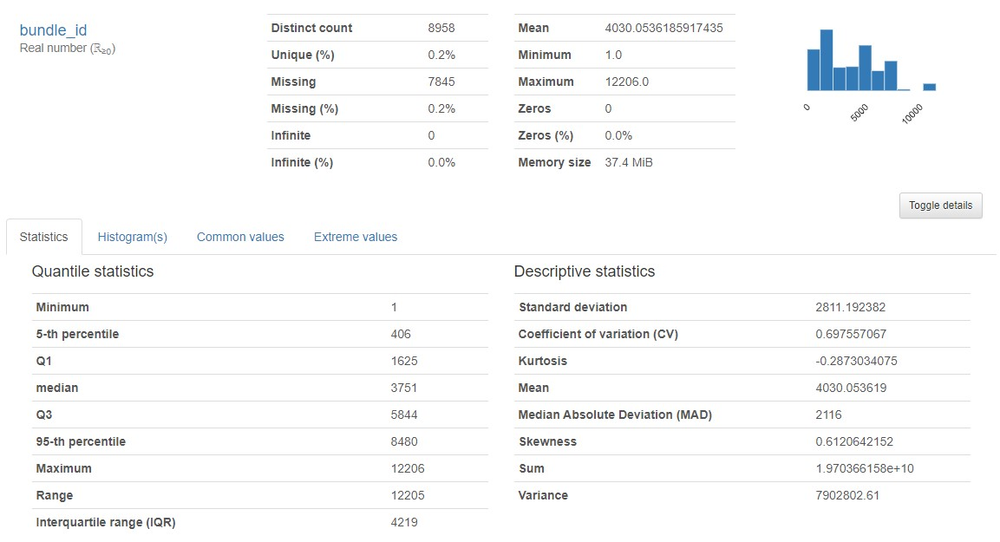 bundle_id
Real number (ℝ≥0)
Distinct count 8958
Unique (%) 0.2%
Missing 7845
Missing (%) 0.2%
Infinite 0
Infinite (%) 0.0%
Mean 4030.0536185917435
Minimum 1.0
Maximum 12206.0
Zeros 0
Zeros (%) 0.0%
Memory size 37.4 MiB
0 5000 10000
Toggle details
Statistics Histogram(s) Common values Extreme values
Quantile statistics
Minimum 1
5-th percentile 406
Q1 1625
median 3751
Q3 5844
95-th percentile 8480
Maximum 12206
Range 12205
Interquartile range (IQR) 4219
Descriptive statistics
Standard deviation 2811.192382
Coefficient of variation (CV) 0.697557067
Kurtosis -0.2873034075
Mean 4030.053619
Median Absolute Deviation (MAD) 2116
Skewness 0.6120642152
Sum 1.970366158e+10
Variance 7902802.61